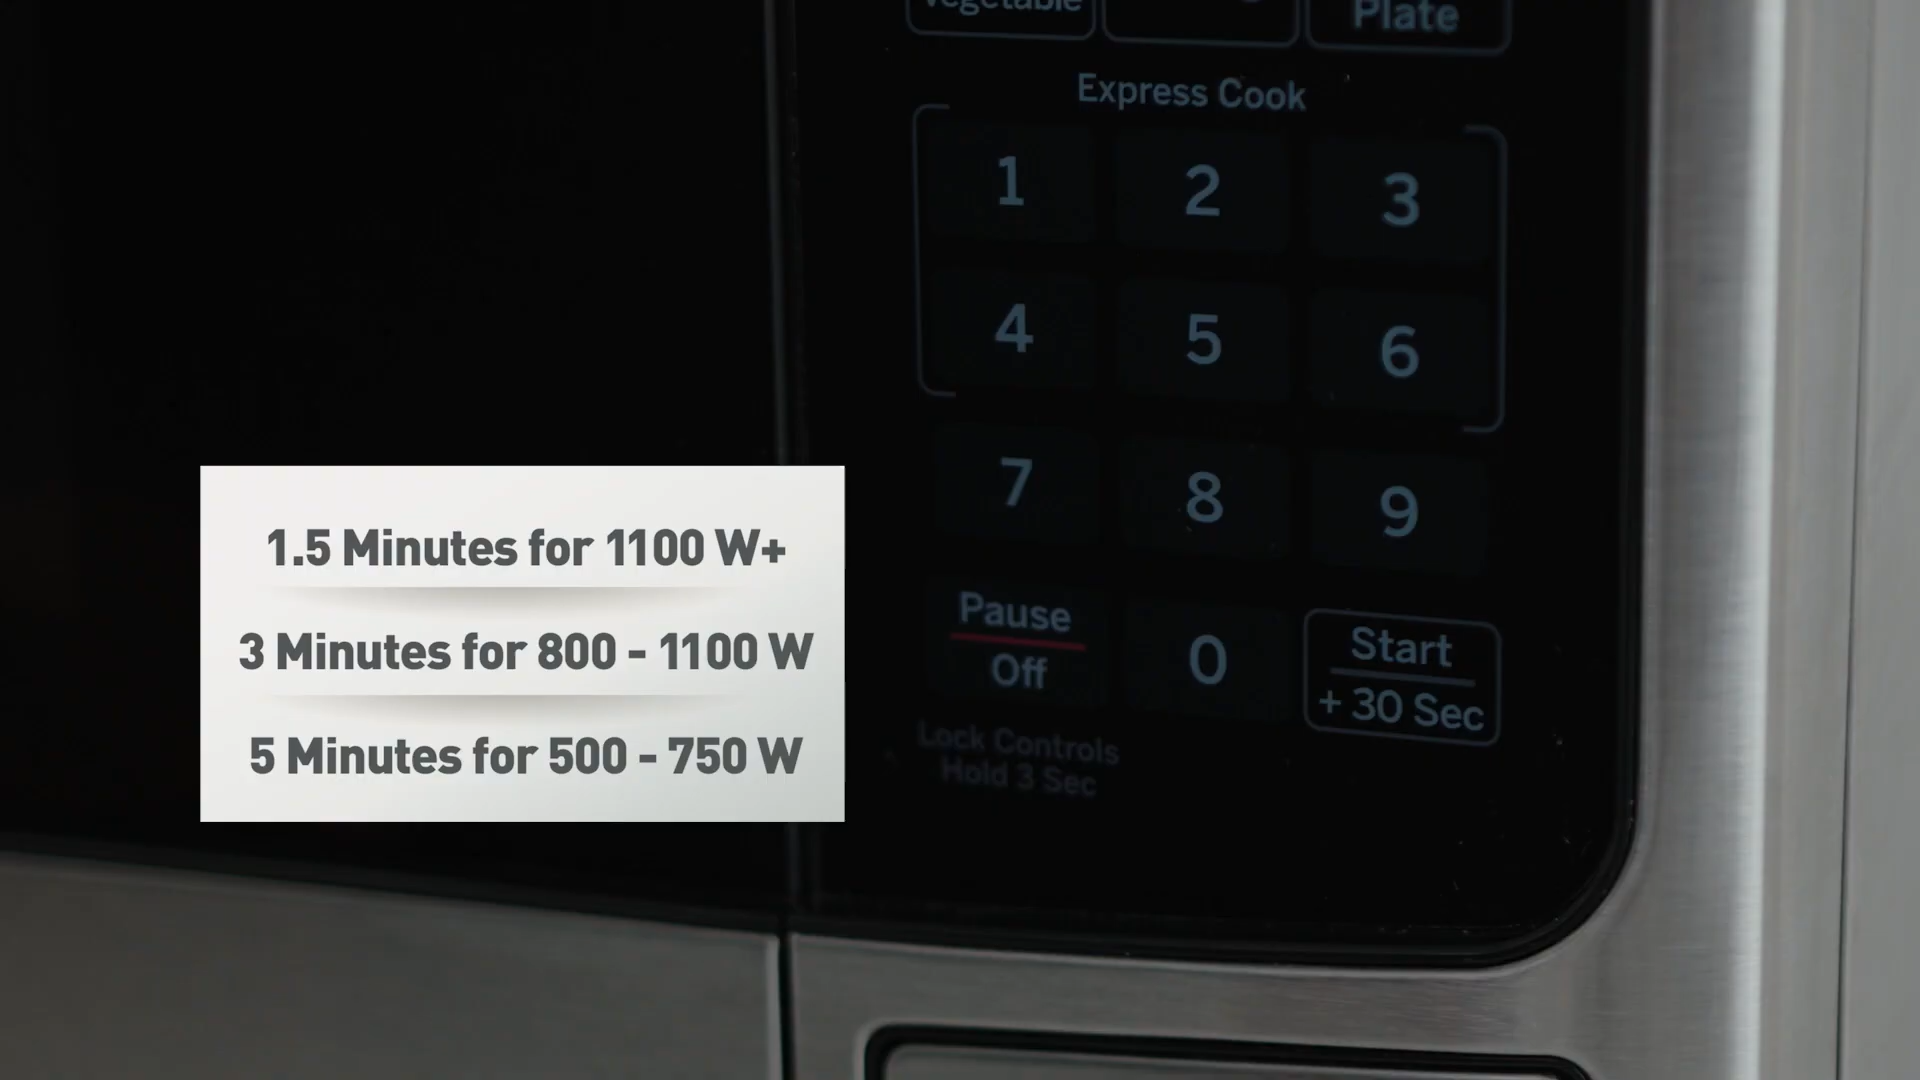 Vegetable
Plate
Express Cook
1 2 3
4 5 6
7 8 9
Pause
Off
0
Start
+ 30 Sec
Lock Controls
Hold 3 Sec
1.5 Minutes for 1100 W+
3 Minutes for 800 - 1100 W
5 Minutes for 500 - 750 W